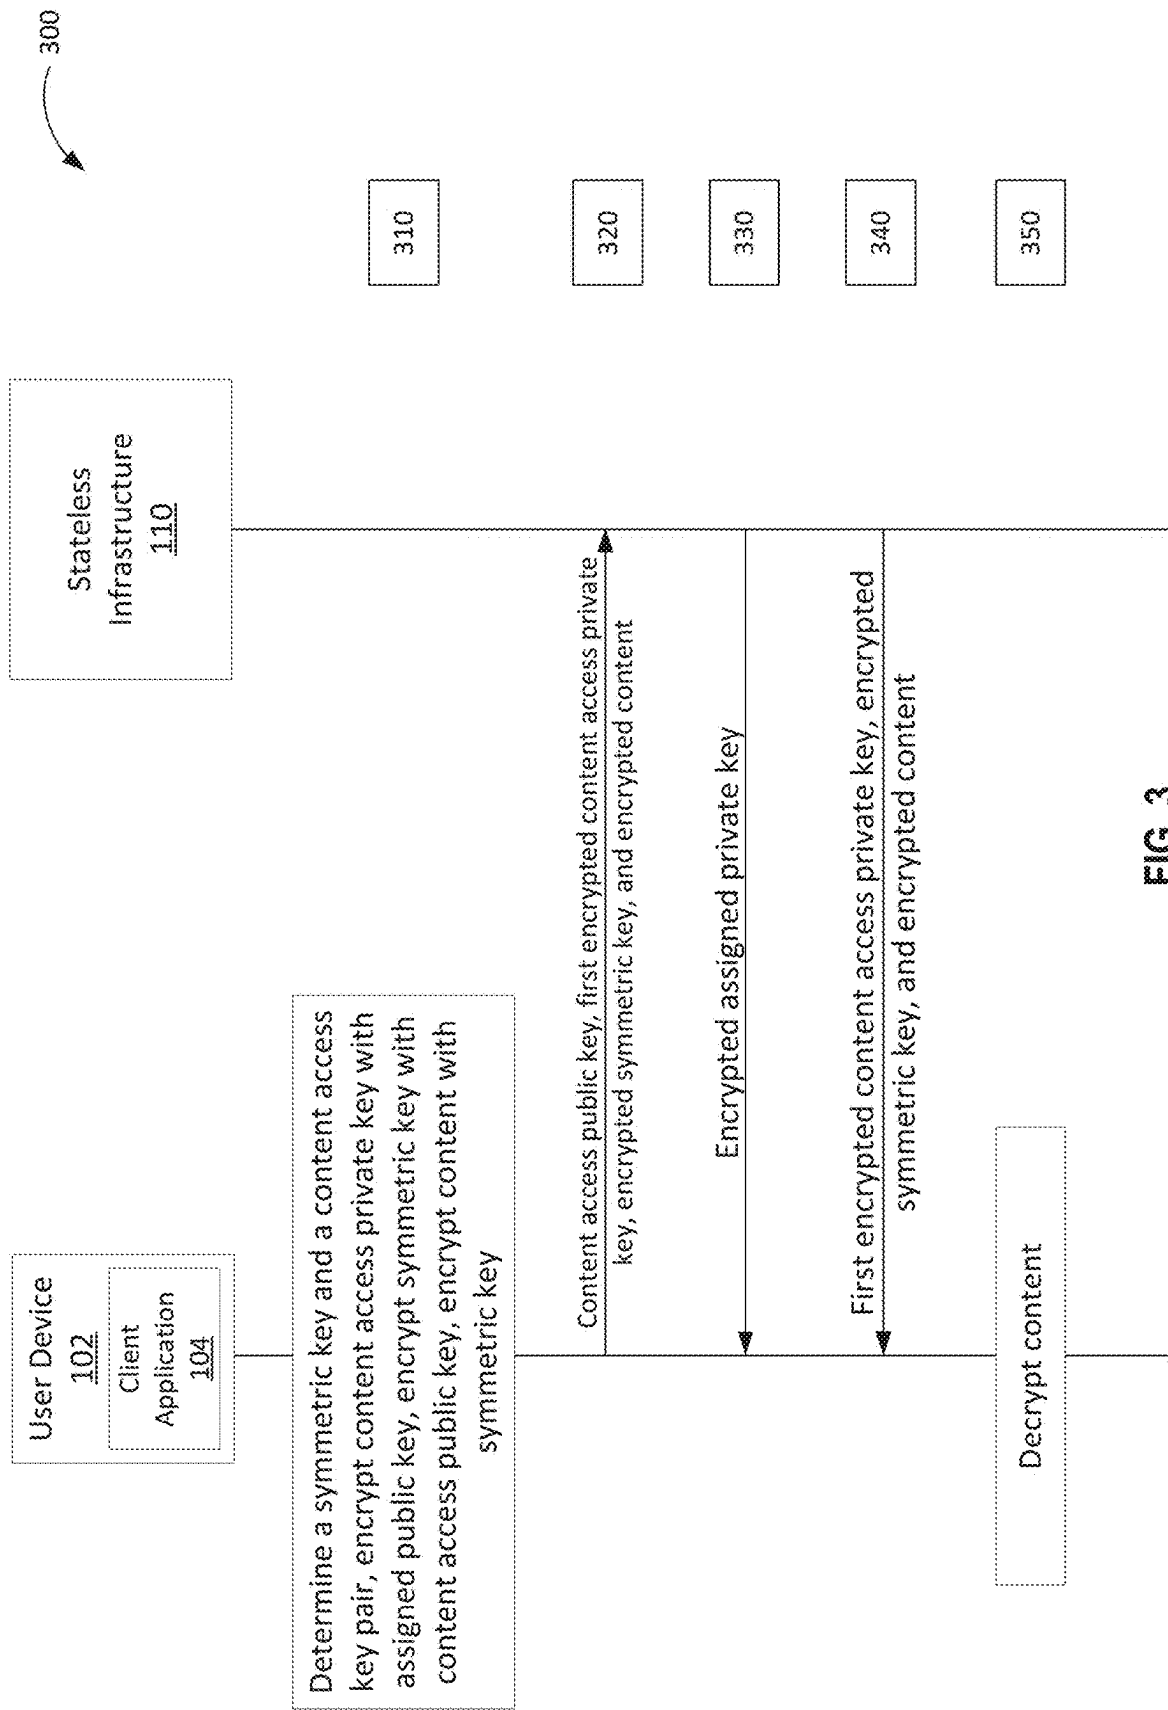 300
User Device
102
Client
Application
104
Stateless
Infrastructure
110
Determine a symmetric key and a content access
key pair, encrypt content access private key with
assigned public key, encrypt symmetric key with
content access public key, encrypt content with
symmetric key
310
Content access public key, first encrypted content access private
key, encrypted symmetric key, and encrypted content
320
Encrypted assigned private key
330
First encrypted content access private key, encrypted
symmetric key, and encrypted content
340
Decrypt content
350
FIG. 3